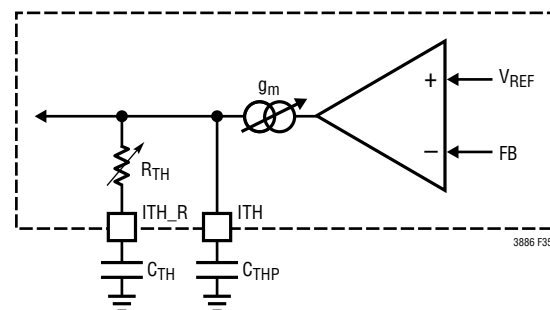 gm
+
VREF
−
FB
RTH
ITH_R
ITH
3886 F35
CTH
CTHP